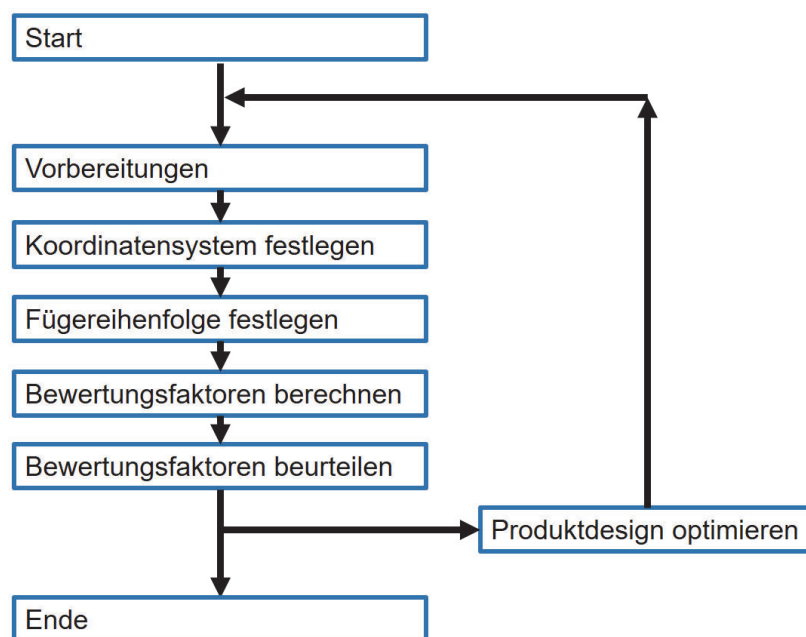 Start
Vorbereitungen
Koordinatensystem festlegen
Fügereihenfolge festlegen
Bewertungsfaktoren berechnen
Bewertungsfaktoren beurteilen
Produktdesign optimieren
Ende